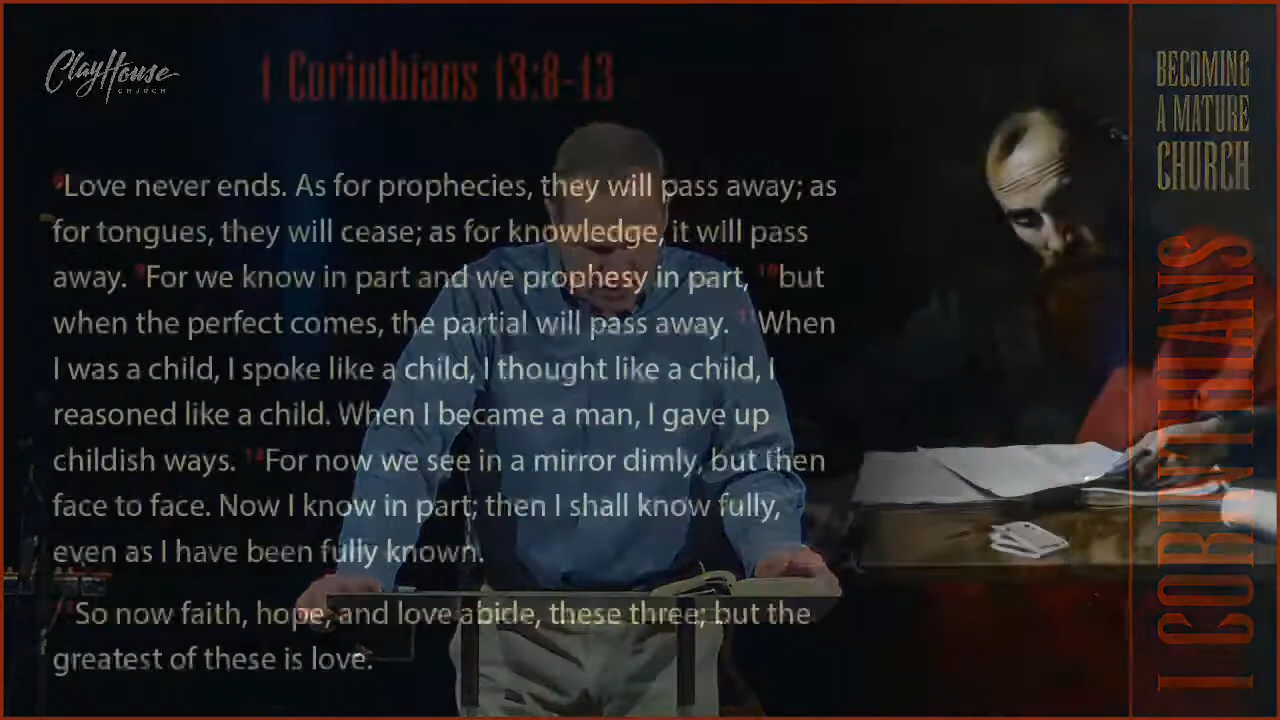 ClayHouse
CHURCH
1 Corinthians 13:8-13
Love never ends. As for prophecies, they will pass away; as
for tongues, they will cease; as for knowledge, it will pass
away. For we know in part and we prophesy in part, 10 but
when the perfect comes, the partial will pass away. 11 When
I was a child, I spoke like a child, I thought like a child, I
reasoned like a child. When I became a man, I gave up
childish ways. For now we see in a mirror dimly, but then
face to face. Now I know in part; then I shall know fully,
even as I have been fully known.
So now faith, hope, and love abide, these three; but the
greatest of these is love.
BECOMING
A MATURE
CHURCH
1 CORINTHIANS